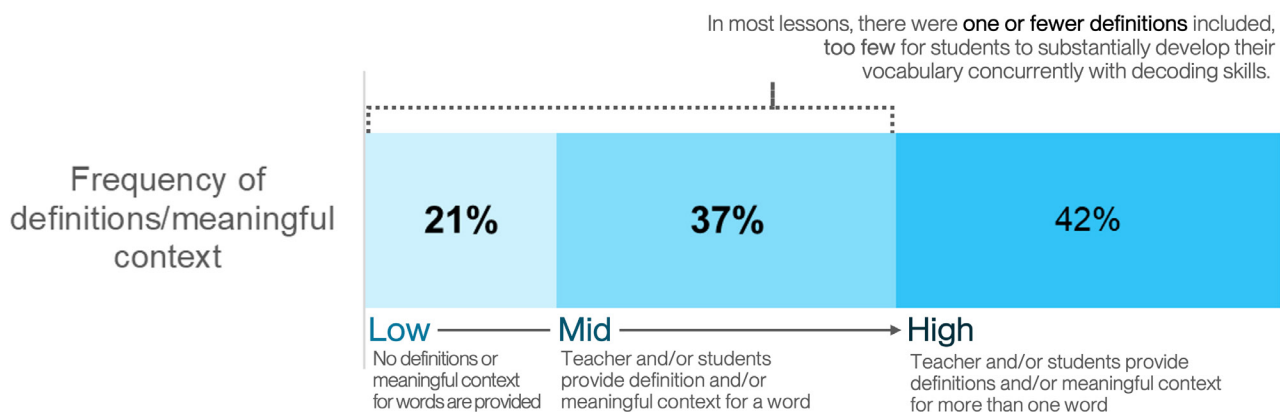 In most lessons, there were one or fewer definitions included,
too few for students to substantially develop their
vocabulary concurrently with decoding skills.
Frequency of
definitions/meaningful
context
21%
37%
42%
Low
No definitions or
meaningful context
for words are provided
Mid
Teacher and/or students
provide definition and/or
meaningful context for a word
High
Teacher and/or students provide
definitions and/or meaningful context
for more than one word